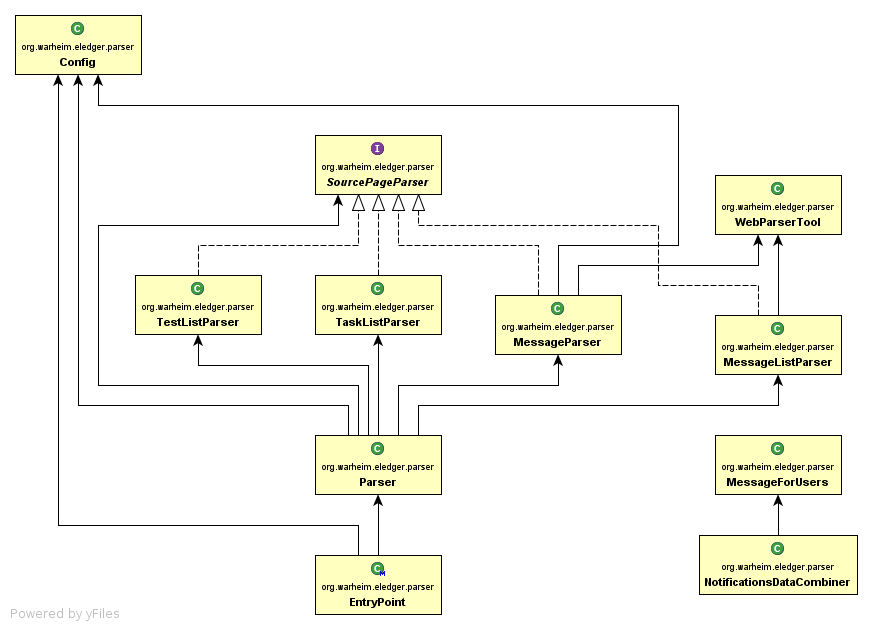 C
org.warheim.eledger.parser
Config
I
org.warheim.eledger.parser
SourcePageParser
C
org.warheim.eledger.parser
WebParserTool
C
org.warheim.eledger.parser
TestListParser
C
org.warheim.eledger.parser
TaskListParser
C
org.warheim.eledger.parser
MessageParser
C
org.warheim.eledger.parser
MessageListParser
C
org.warheim.eledger.parser
Parser
C
org.warheim.eledger.parser
MessageForUsers
C
org.warheim.eledger.parser
NotificationsDataCombiner
C M
org.warheim.eledger.parser
EntryPoint
Powered by yFiles